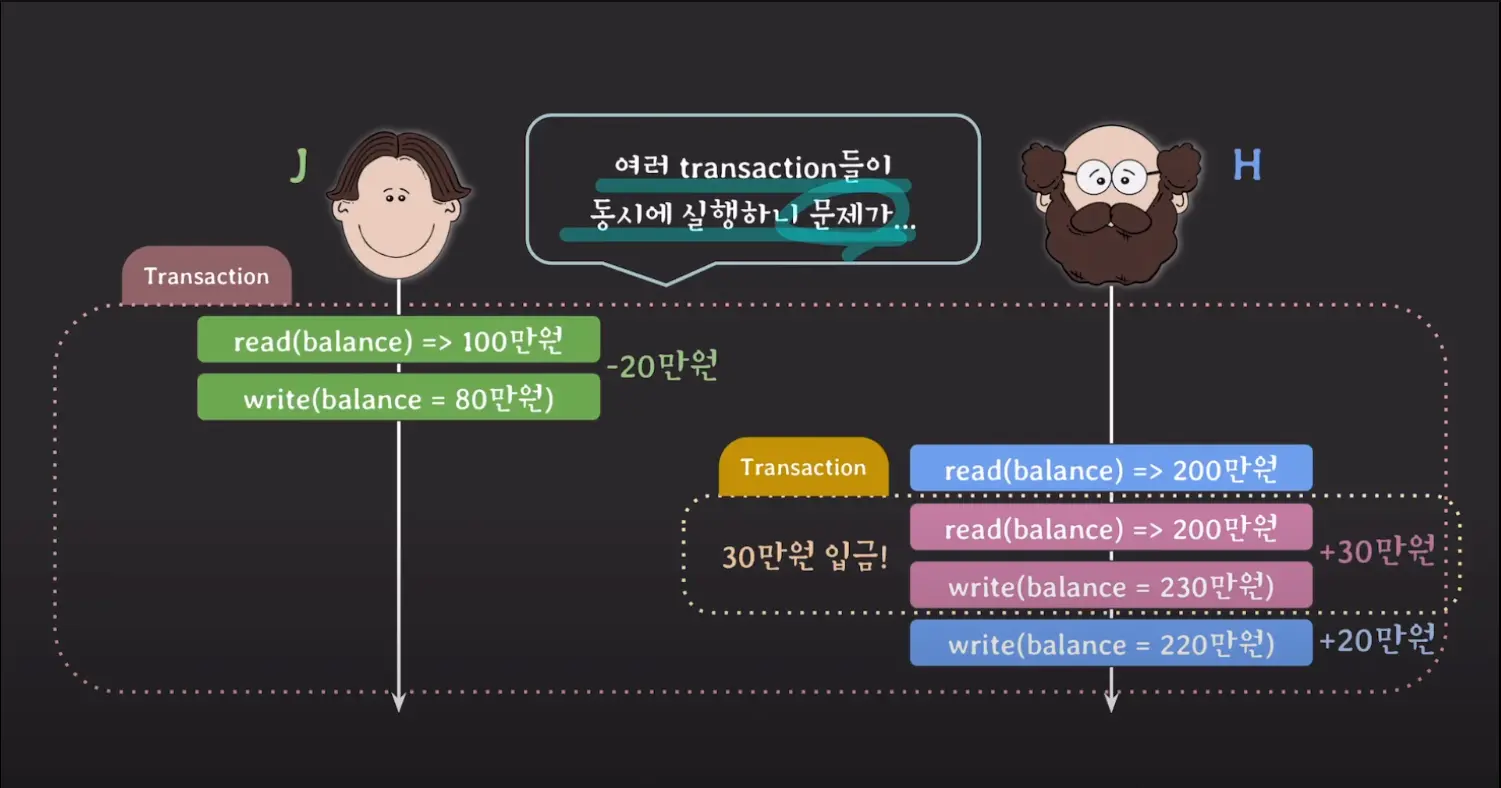 J
여러 transaction들이
동시에 실행하니 문제가...
H
Transaction
read(balance) => 100만원
-20만원
write(balance = 80만원)
Transaction
read(balance) => 200만원
read(balance) => 200만원
30만원 입금!
+30만원
write(balance = 230만원)
write(balance = 220만원)
+20만원